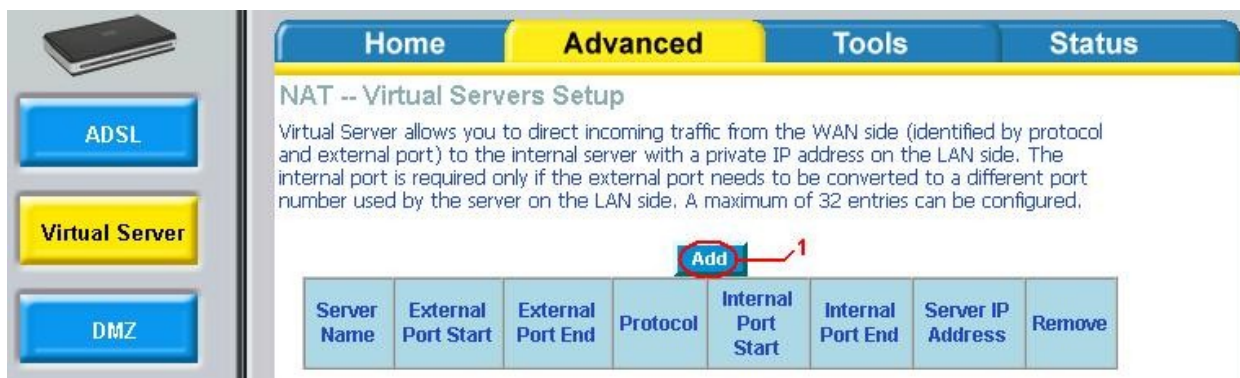 Home Advanced Tools Status
ADSL
Virtual Server
DMZ
NAT -- Virtual Servers Setup
Virtual Server allows you to direct incoming traffic from the WAN side (identified by protocol
and external port) to the internal server with a private IP address on the LAN side. The
internal port is required only if the external port needs to be converted to a different port
number used by the server on the LAN side. A maximum of 32 entries can be configured.
Add 1
Server Name External Port Start External Port End Protocol Internal Port Start Internal Port End Server IP Address Remove